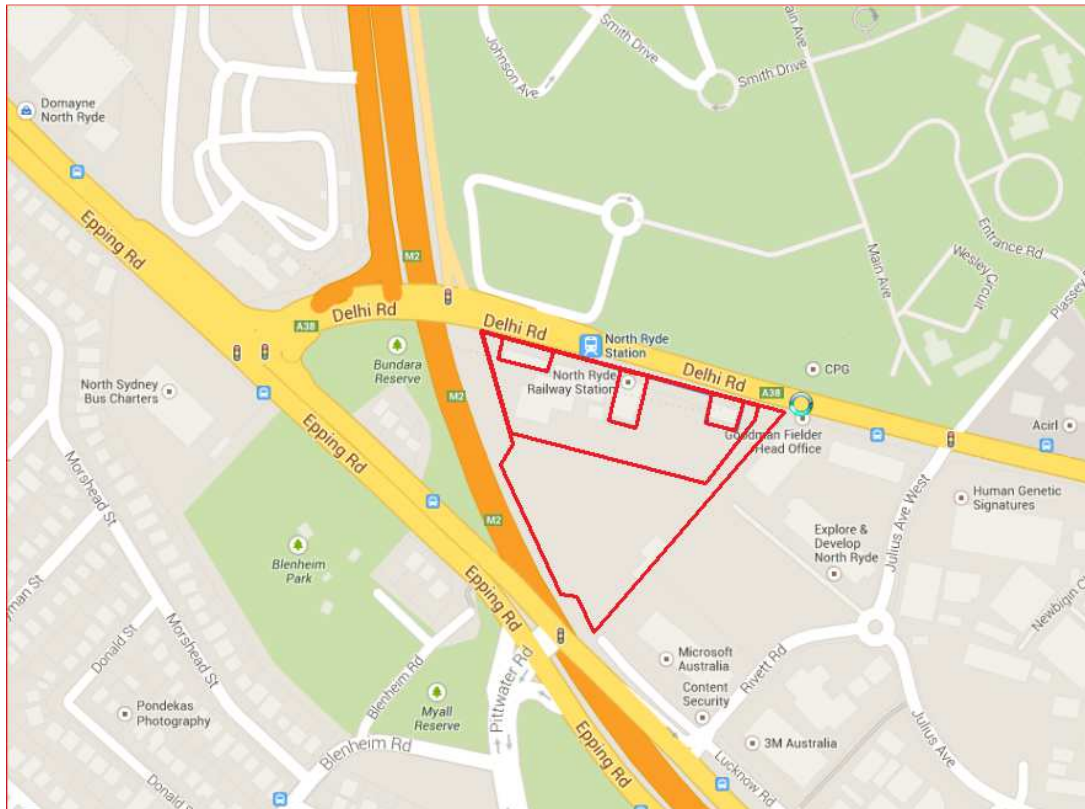 Smith Drive
Johnson Ave
Smith Drive
Main Ave
Domayne
North Ryde
Epping Rd
M2
Entrance Rd
Wesley Circuit
Main Ave
Plassey
Delhi Rd
A38
Delhi Rd
North Ryde
Station
Bundara
Reserve
North Ryde
Railway Station
Delhi Rd
A38
CPG
North Sydney
Bus Charters
M2
Epping Rd
Goodman Fielder
Head Office
Acirl
Morshead St
Human Genetic
Signatures
Julius Ave West
M2
Blenheim
Park
Explore &
Develop
North Ryde
Epping Rd
Donald St
Morshead St
Blenheim Rd
Pittwater Rd
Microsoft
Australia
Rivett Rd
Content
Security
Myall
Reserve
Pondekas
Photography
Blenheim Rd
Epping Rd
3M Australia
Julius Ave
Lucknow Rd
Donald St